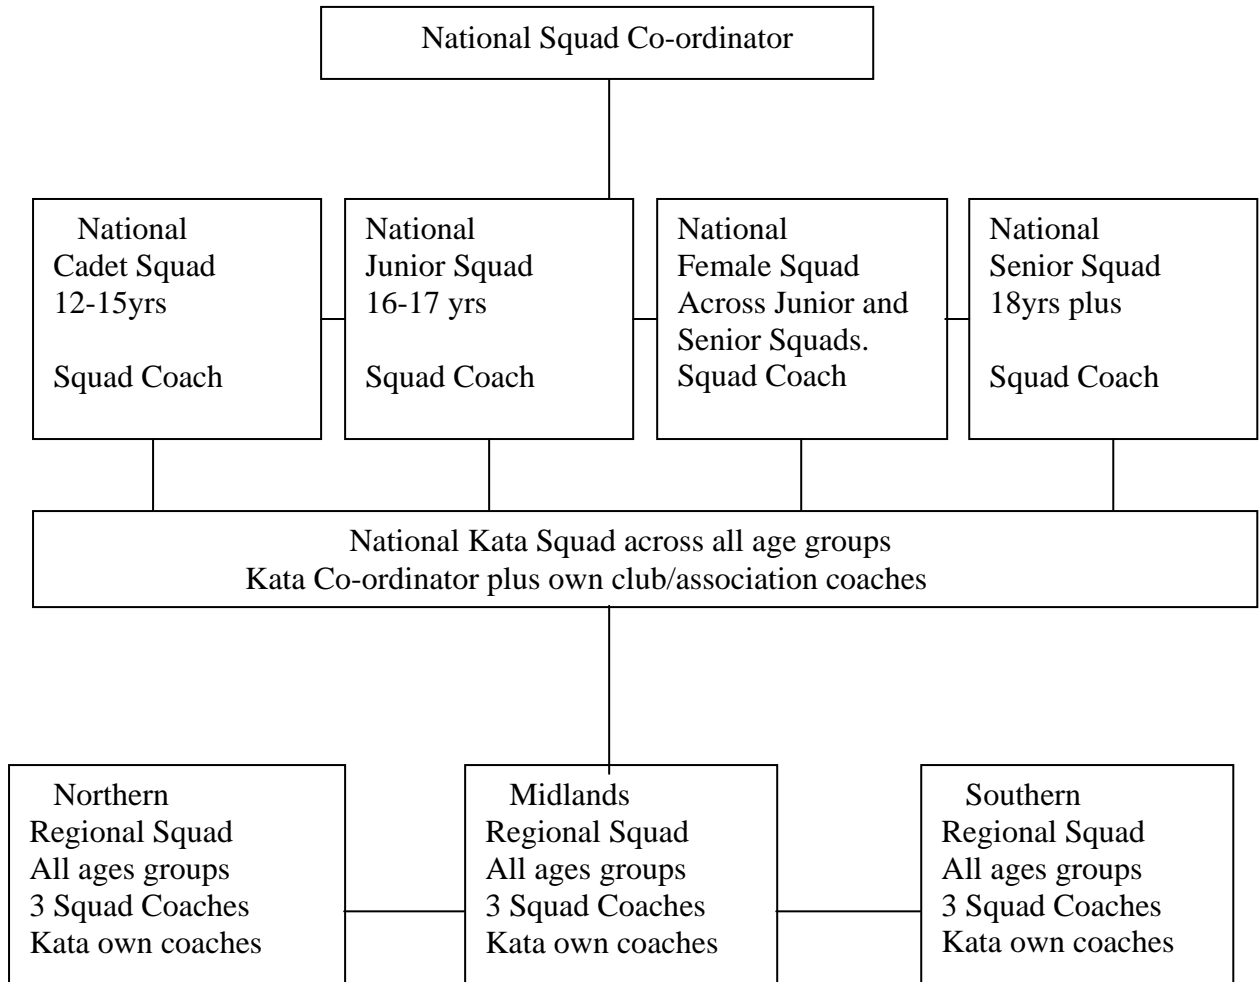 National Squad Co-ordinator
National
Cadet Squad
12-15yrs
Squad Coach
National
Junior Squad
16-17 yrs
Squad Coach
National
Female Squad
Across Junior and
Senior Squads.
Squad Coach
National
Senior Squad
18yrs plus
Squad Coach
National Kata Squad across all age groups
Kata Co-ordinator plus own club/association coaches
Northern
Regional Squad
All ages groups
3 Squad Coaches
Kata own coaches
Midlands
Regional Squad
All ages groups
3 Squad Coaches
Kata own coaches
Southern
Regional Squad
All ages groups
3 Squad Coaches
Kata own coaches